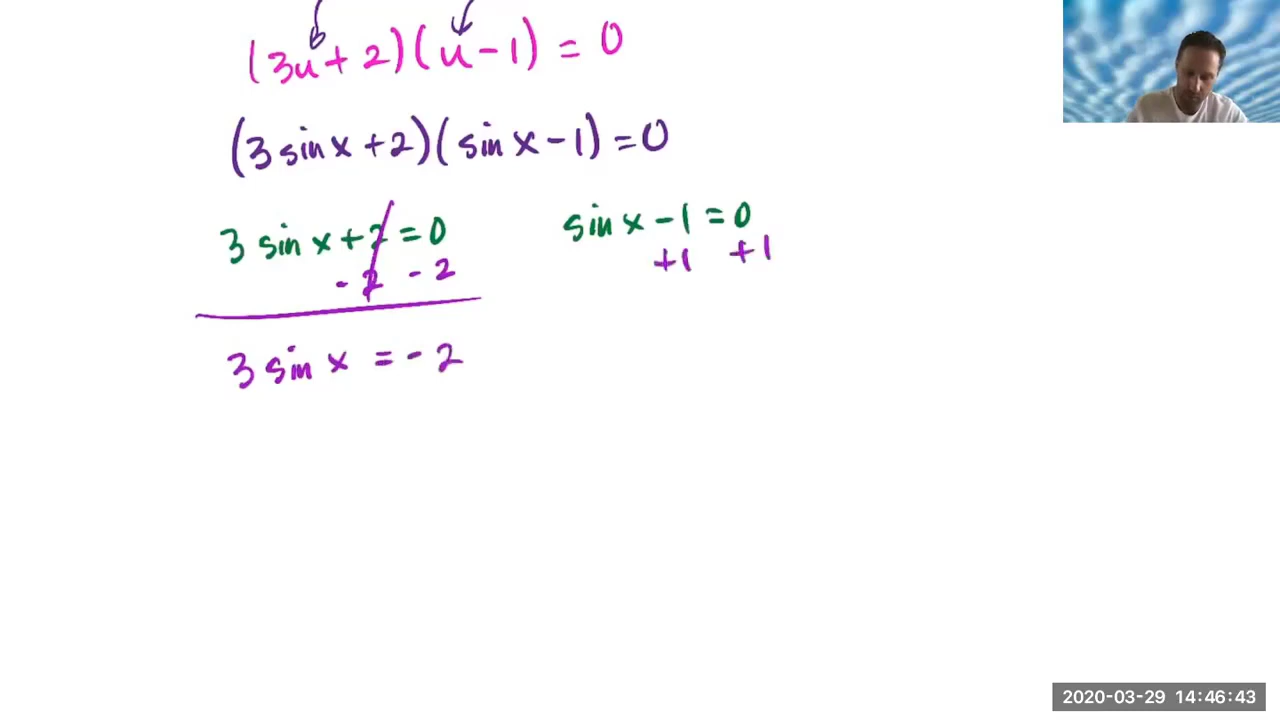 (3u + 2)(u - 1) = 0
(3 sin x + 2)(sin x - 1) = 0
3 sin x + 2 = 0
- 2 - 2
3 sin x = - 2
sin x - 1 = 0
+1 +1
2020-03-29 14:46:43